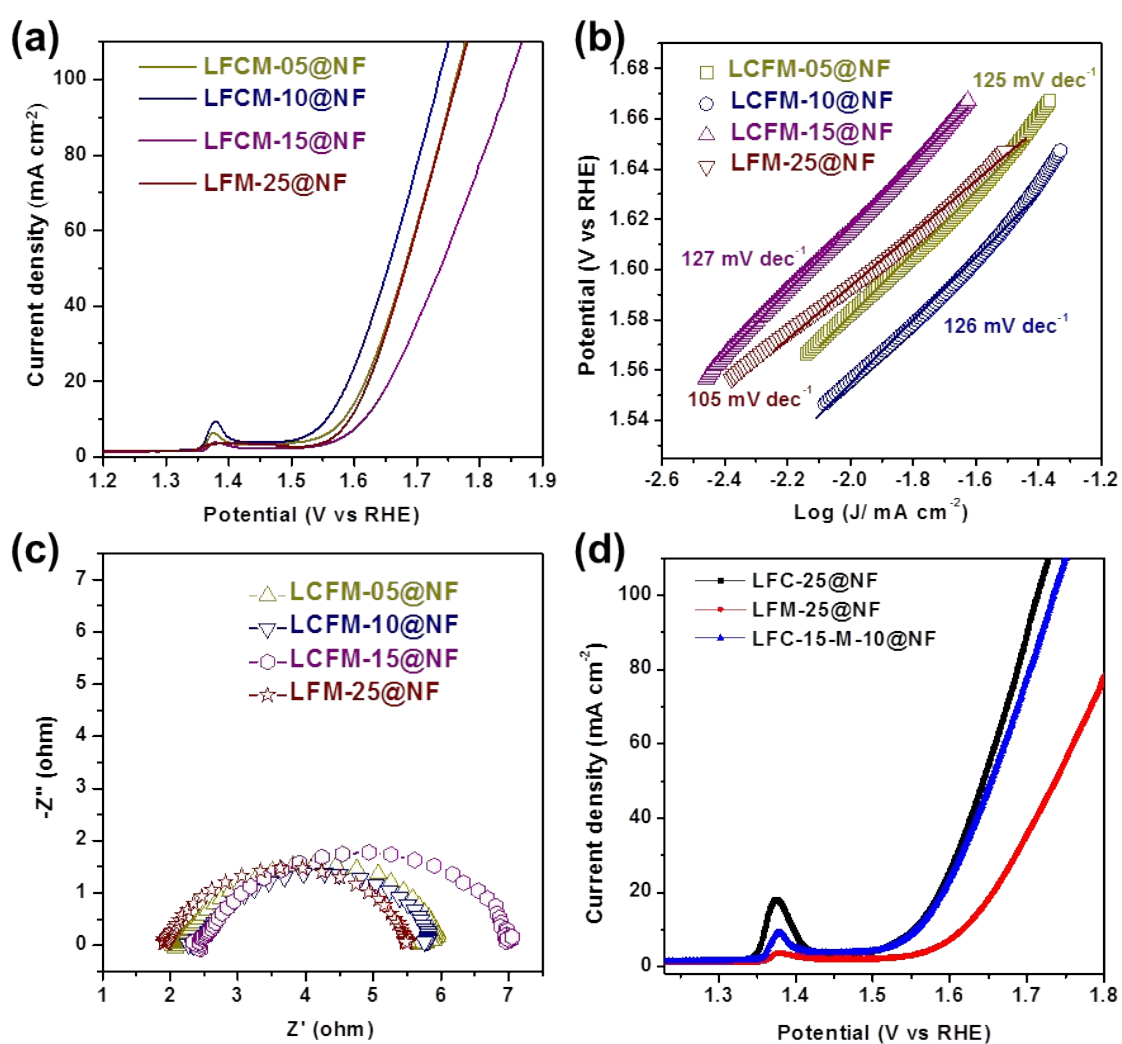 (a)
LFCM-05@NF
LFCM-10@NF
LFCM-15@NF
LFM-25@NF
Current density (mA cm-2)
100
80
60
40
20
0
1.2 1.3 1.4 1.5 1.6 1.7 1.8 1.9
Potential (V vs RHE)
(b)
LCFM-05@NF
LCFM-10@NF
LCFM-15@NF
LFM-25@NF
125 mV dec-1
127 mV dec-1
126 mV dec-1
105 mV dec-1
Potential (V vs RHE)
1.68
1.66
1.64
1.62
1.60
1.58
1.56
1.54
-2.6 -2.4 -2.2 -2.0 -1.8 -1.6 -1.4 -1.2
Log (J/ mA cm-2)
(c)
LCFM-05@NF
LCFM-10@NF
LCFM-15@NF
LFM-25@NF
-Z'' (ohm)
7
6
5
4
3
2
1
0
1 2 3 4 5 6 7
Z' (ohm)
(d)
LFC-25@NF
LFM-25@NF
LFC-15-M-10@NF
Current density (mA cm-2)
100
80
60
40
20
0
1.3 1.4 1.5 1.6 1.7 1.8
Potential (V vs RHE)